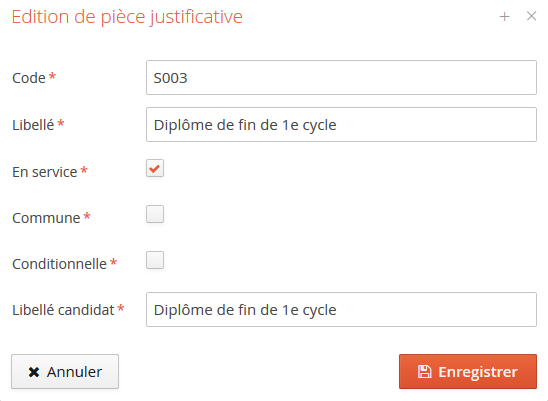 Edition de pièce justificative
Code *
S003
Libellé *
Diplôme de fin de 1e cycle
En service *
Commune *
Conditionnelle *
Libellé candidat *
Diplôme de fin de 1e cycle
Annuler
Enregistrer